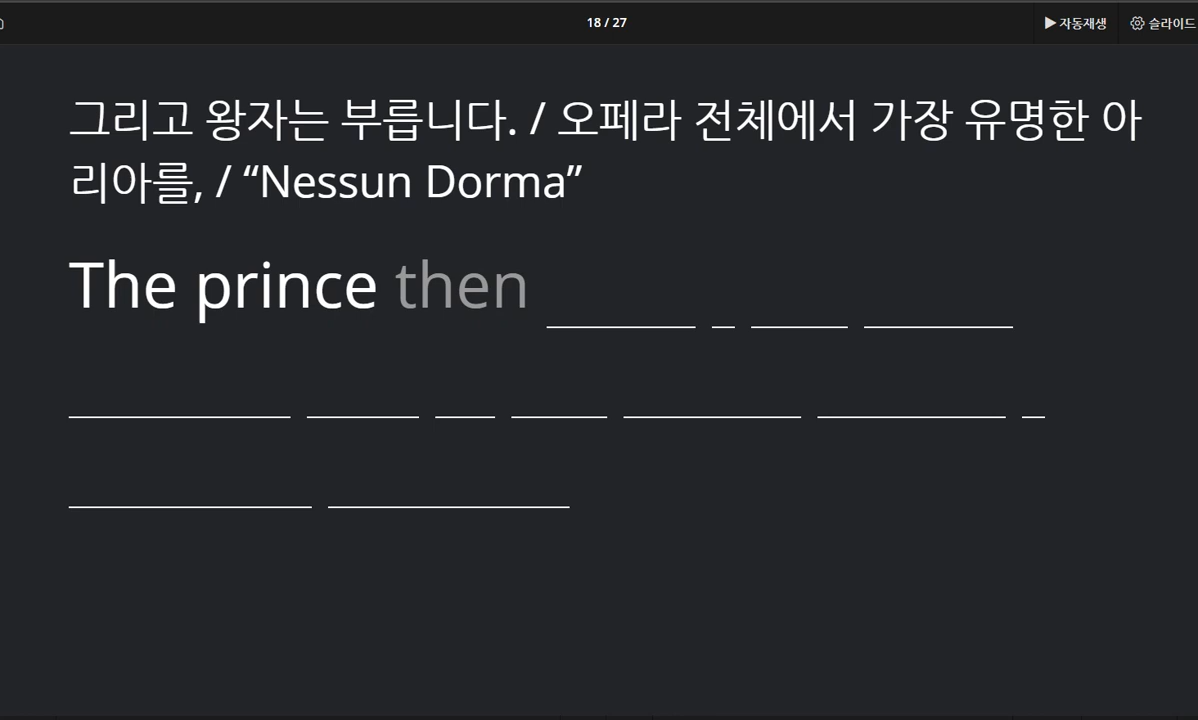 18 / 27
▶ 자동재생
슬라이드
그리고 왕자는 부릅니다. / 오페라 전체에서 가장 유명한 아
리아를, / “Nessun Dorma”
The prince then